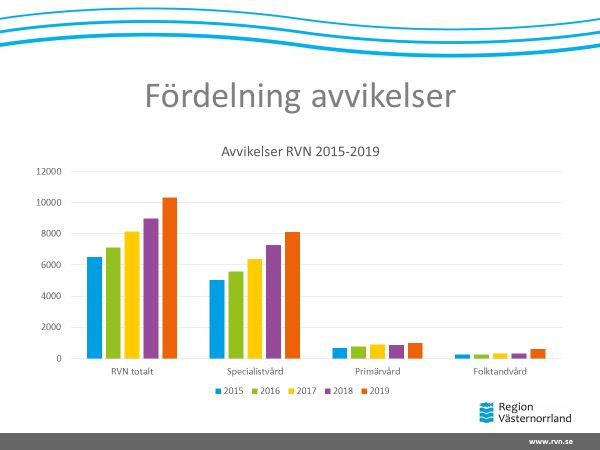 Fördelning avvikelser
Avvikelser RVN 2015-2019
12000
10000
8000
6000
4000
2000
0
RVN totalt Specialistvård Primärvård Folktandvård
2015 2016 2017 2018 2019
Region
Västernorrland
www.rvn.se